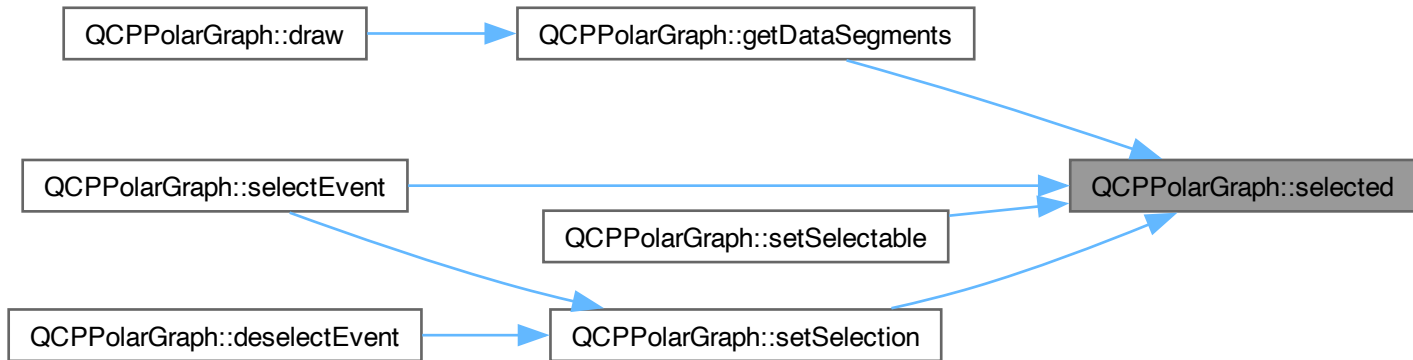 QCPPolarGraph::draw
QCPPolarGraph::getDataSegments
QCPPolarGraph::selectEvent
QCPPolarGraph::selected
QCPPolarGraph::setSelectable
QCPPolarGraph::deselectEvent
QCPPolarGraph::setSelection